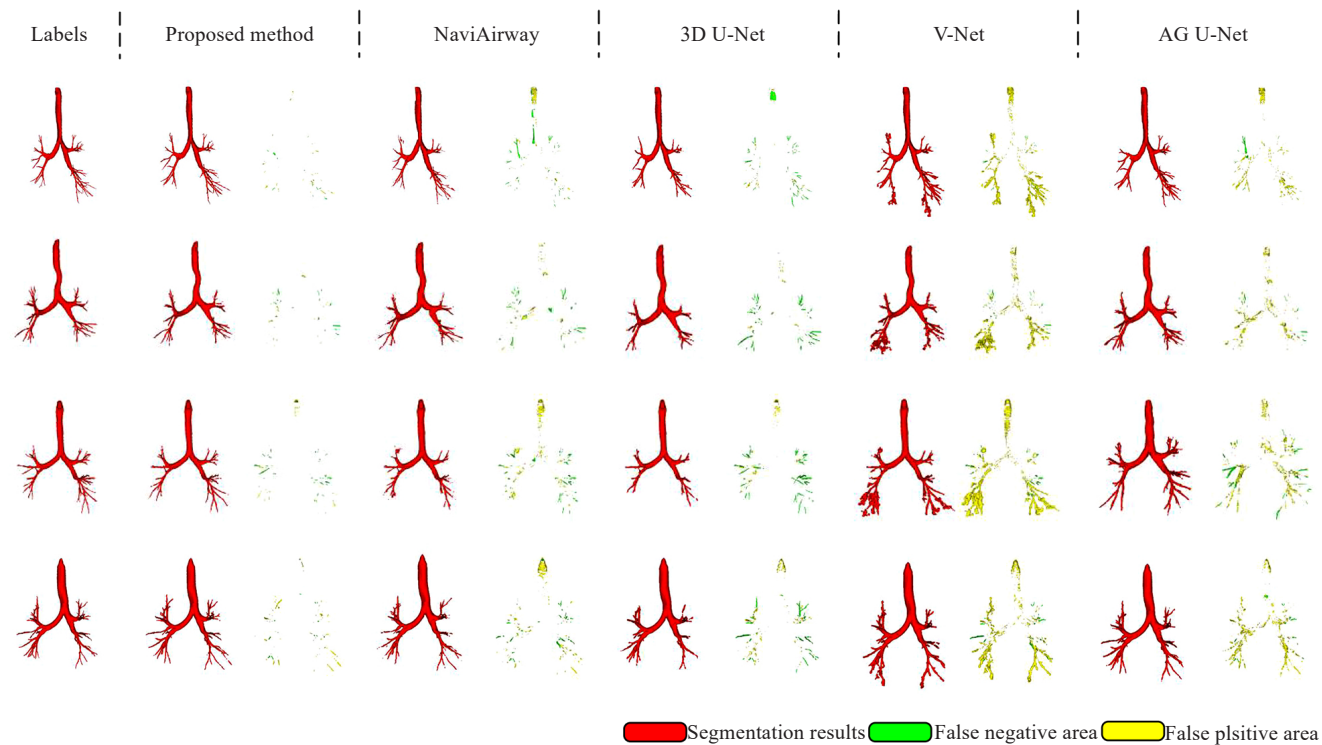 Labels
Proposed method
NaviAirway
3D U-Net
V-Net
AG U-Net
Segmentation results
False negative area
False plsitive area